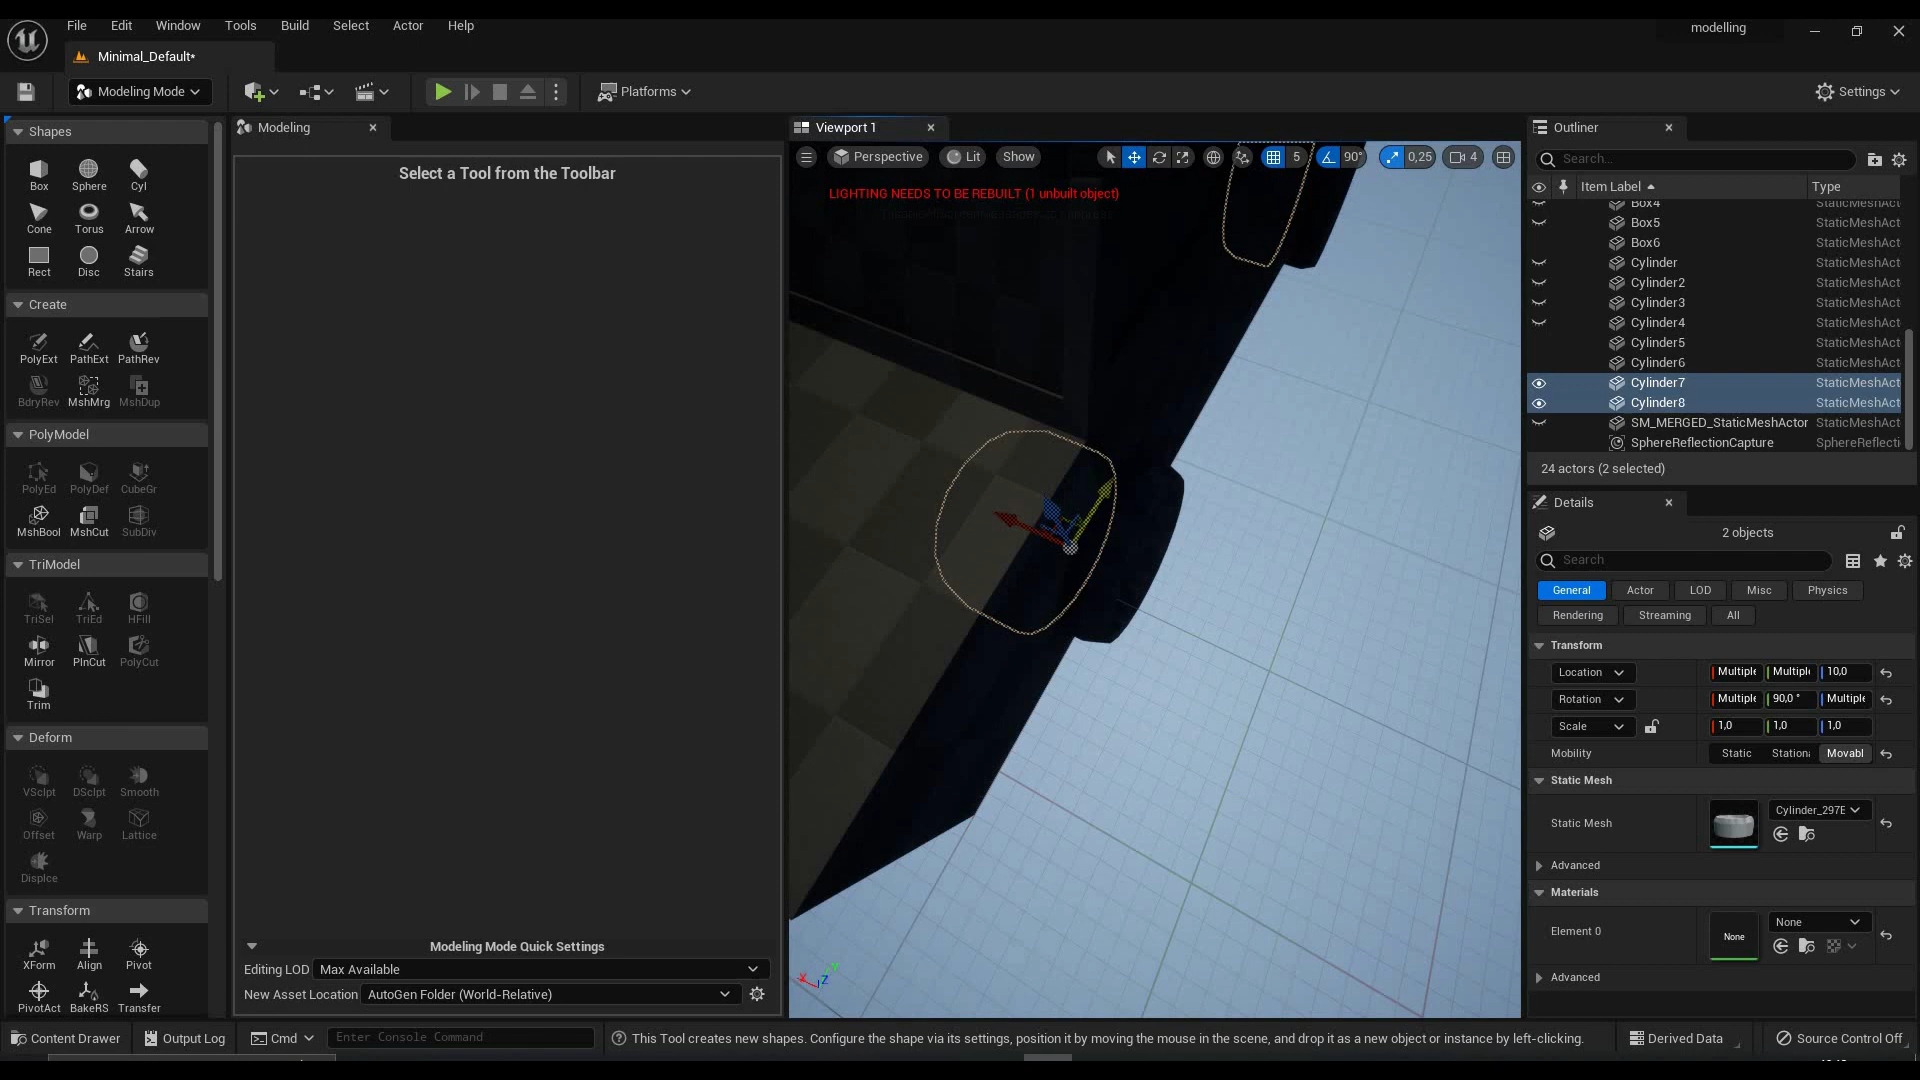 File Edit Window Tools Build Select Actor Help
modelling
Minimal_Default*
Modeling Mode
Platforms
Settings
Shapes
Box Sphere Cyl
Cone Torus Arrow
Rect Disc Stairs
Create
PolyExt PathExt PathRev
BdryRev MshMrg MshDup
PolyModel
PolyEd PolyDef CubeGr
MshBool MshCut SubDiv
TriModel
TriSel TriEd HFill
Mirror PlnCut PolyCut
Trim
Deform
VSclpt DSclpt Smooth
Offset Warp Lattice
Displce
Transform
XForm Align Pivot
PivotAct BakeRS Transfer
Modeling
Select a Tool from the Toolbar
Modeling Mode Quick Settings
Editing LOD Max Available
New Asset Location AutoGen Folder (World-Relative)
Viewport 1
Perspective Lit Show 5 90° 0,25 4
LIGHTING NEEDS TO BE REBUILT (1 unbuilt object)
X Y Z
Outliner
Search...
Item Label Type
Box4 StaticMeshAct
Box5 StaticMeshAct
Box6 StaticMeshAct
Cylinder StaticMeshAct
Cylinder2 StaticMeshAct
Cylinder3 StaticMeshAct
Cylinder4 StaticMeshAct
Cylinder5 StaticMeshAct
Cylinder6 StaticMeshAct
Cylinder7 StaticMeshAct
Cylinder8 StaticMeshAct
SM_MERGED_StaticMeshActor StaticMeshAct
SphereReflectionCapture SphereReflecti
24 actors (2 selected)
Details
2 objects
Search
General Actor LOD Misc Physics
Rendering Streaming All
Transform
Location Multiple Multipl 10,0
Rotation Multiple 90,0 ° Multiple
Scale 1,0 1,0 1,0
Mobility Static Station Movabl
Static Mesh
Static Mesh Cylinder_297E
Advanced
Materials
Element 0 None None
Advanced
Content Drawer Output Log Cmd Enter Console Command This Tool creates new shapes. Configure the shape via its settings, position it by moving the mouse in the scene, and drop it as a new object or instance by left-clicking. Derived Data Source Control Off